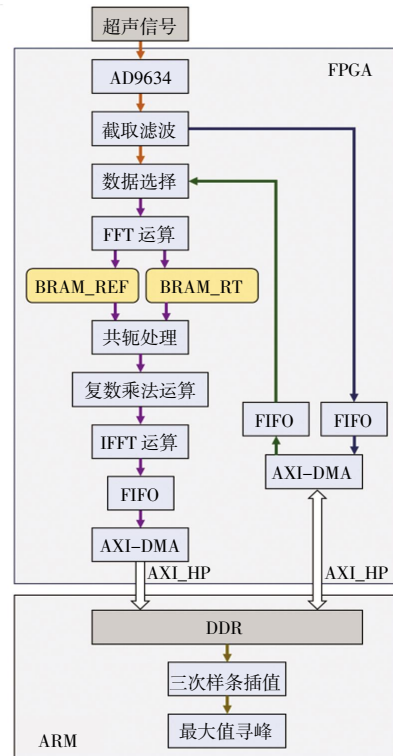 超声信号
FPGA
AD9634
截取滤波
数据选择
FFT 运算
BRAM_REF
BRAM_RT
共轭处理
复数乘法运算
IFFT 运算
FIFO
FIFO
FIFO
AXI-DMA
AXI-DMA
AXI_HP
AXI_HP
DDR
三次样条插值
最大值寻峰
ARM